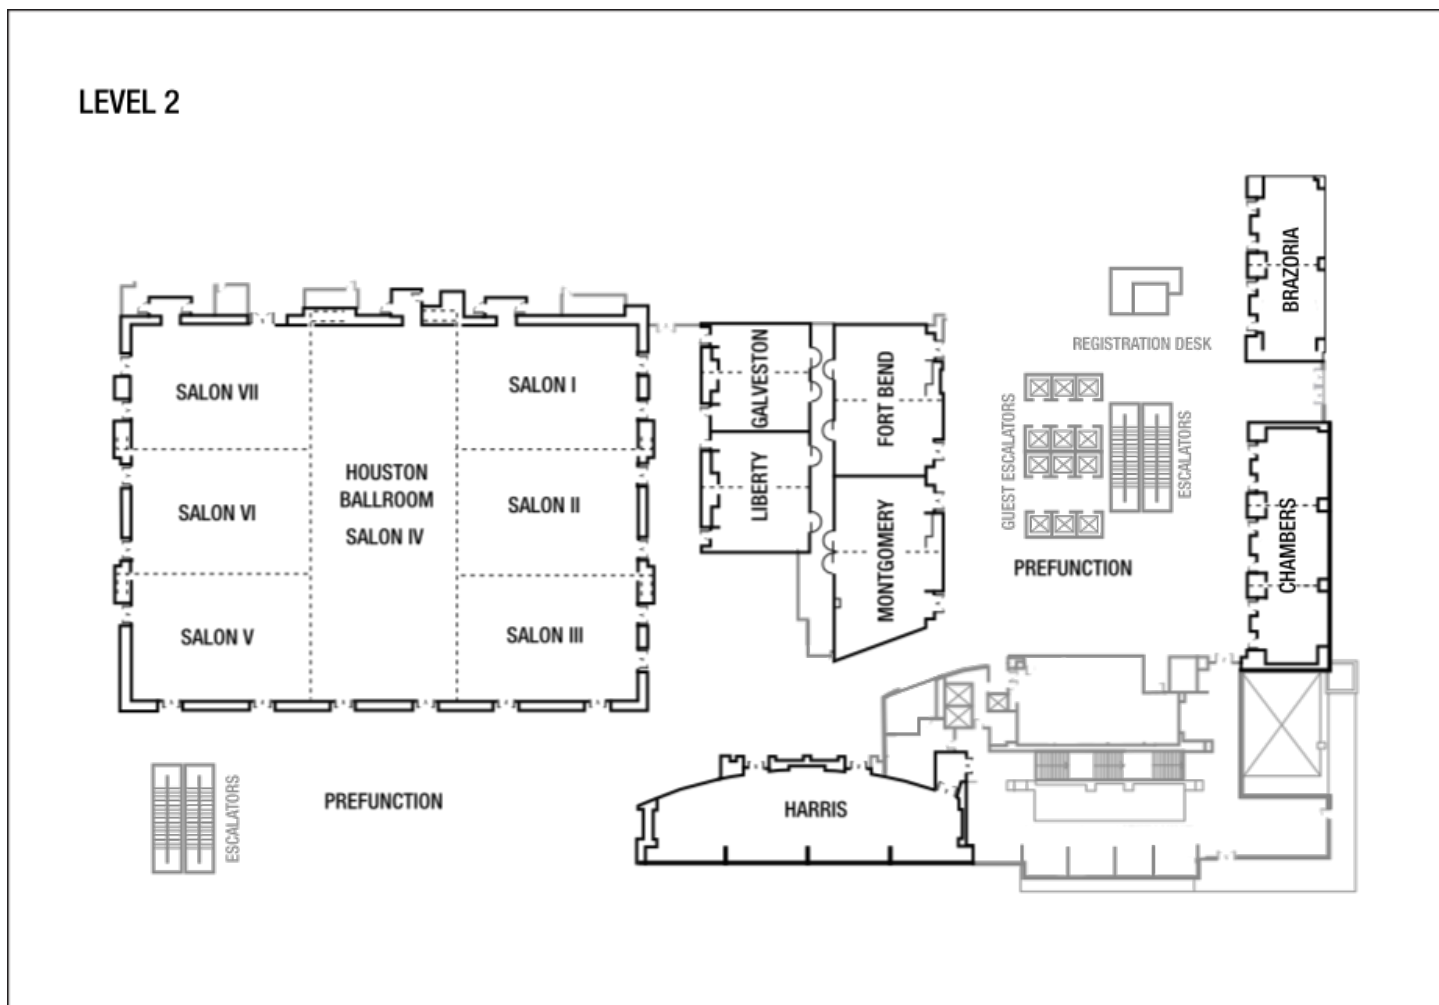 LEVEL 2
BRAZORIA
REGISTRATION DESK
SALON VII
SALON I
GALVESTON
FORT BEND
HOUSTON
BALLROOM
SALON IV
SALON VI
SALON II
LIBERTY
MONTGOMERY
GUEST ESCALATORS
ESCALATORS
CHAMBERS
PREFUNCTION
SALON V
SALON III
ESCALATORS
PREFUNCTION
HARRIS